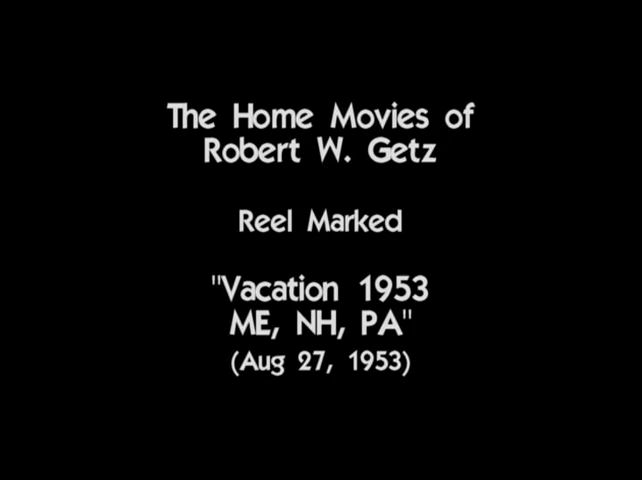 The Home Movies of
Robert W. Getz
Reel Marked
"Vacation 1953
ME, NH, PA"
(Aug 27, 1953)